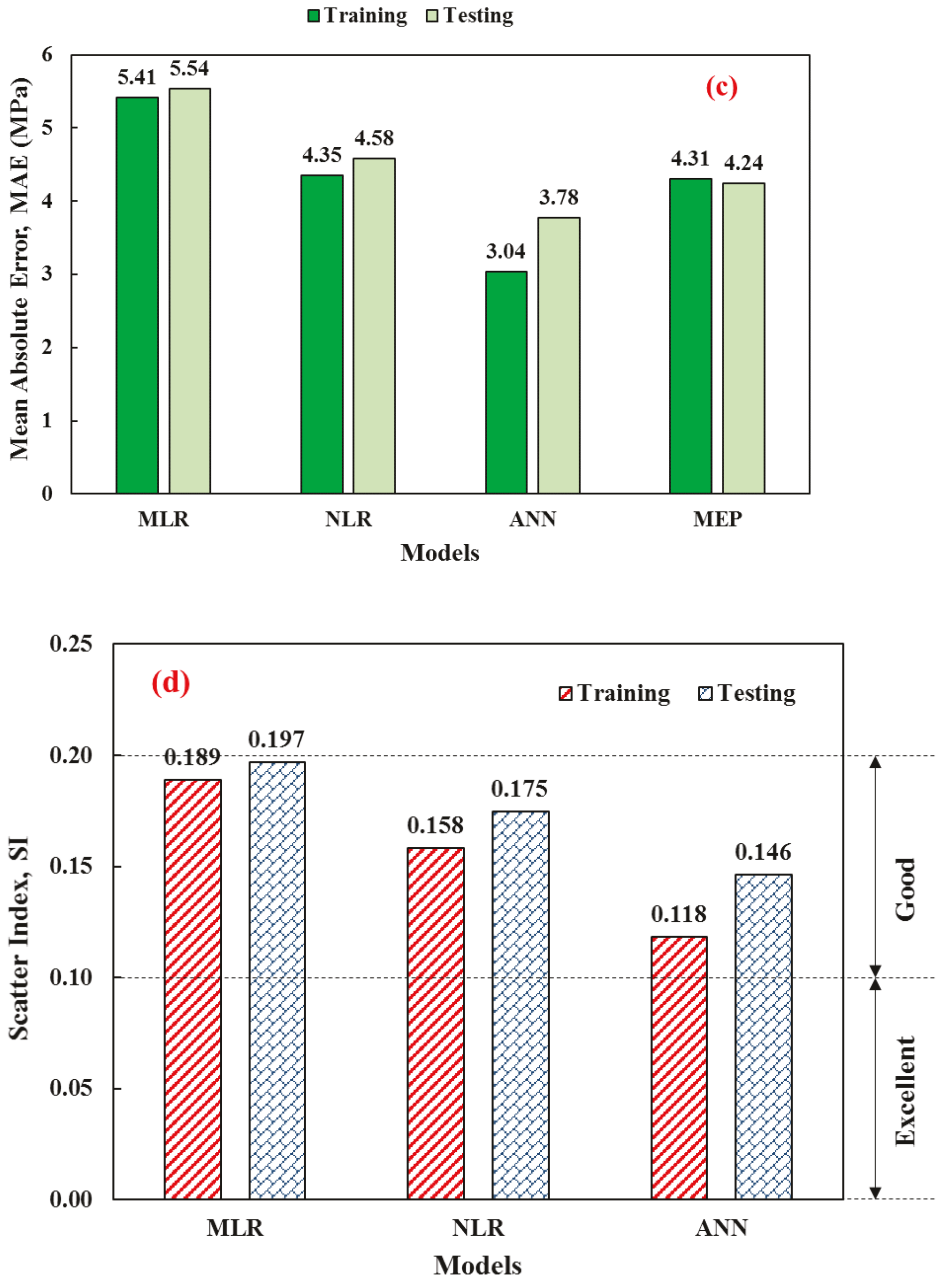 Training Testing
(c)
Mean Absolute Error, MAE (MPa)
6
5
4
3
2
1
0
5.41 5.54
4.35 4.58
3.04 3.78
4.31 4.24
MLR NLR ANN MEP
Models
(d)
Training Testing
Scatter Index, SI
0.25
0.20
0.15
0.10
0.05
0.00
0.189 0.197
0.158 0.175
0.118 0.146
Good
Excellent
MLR NLR ANN
Models